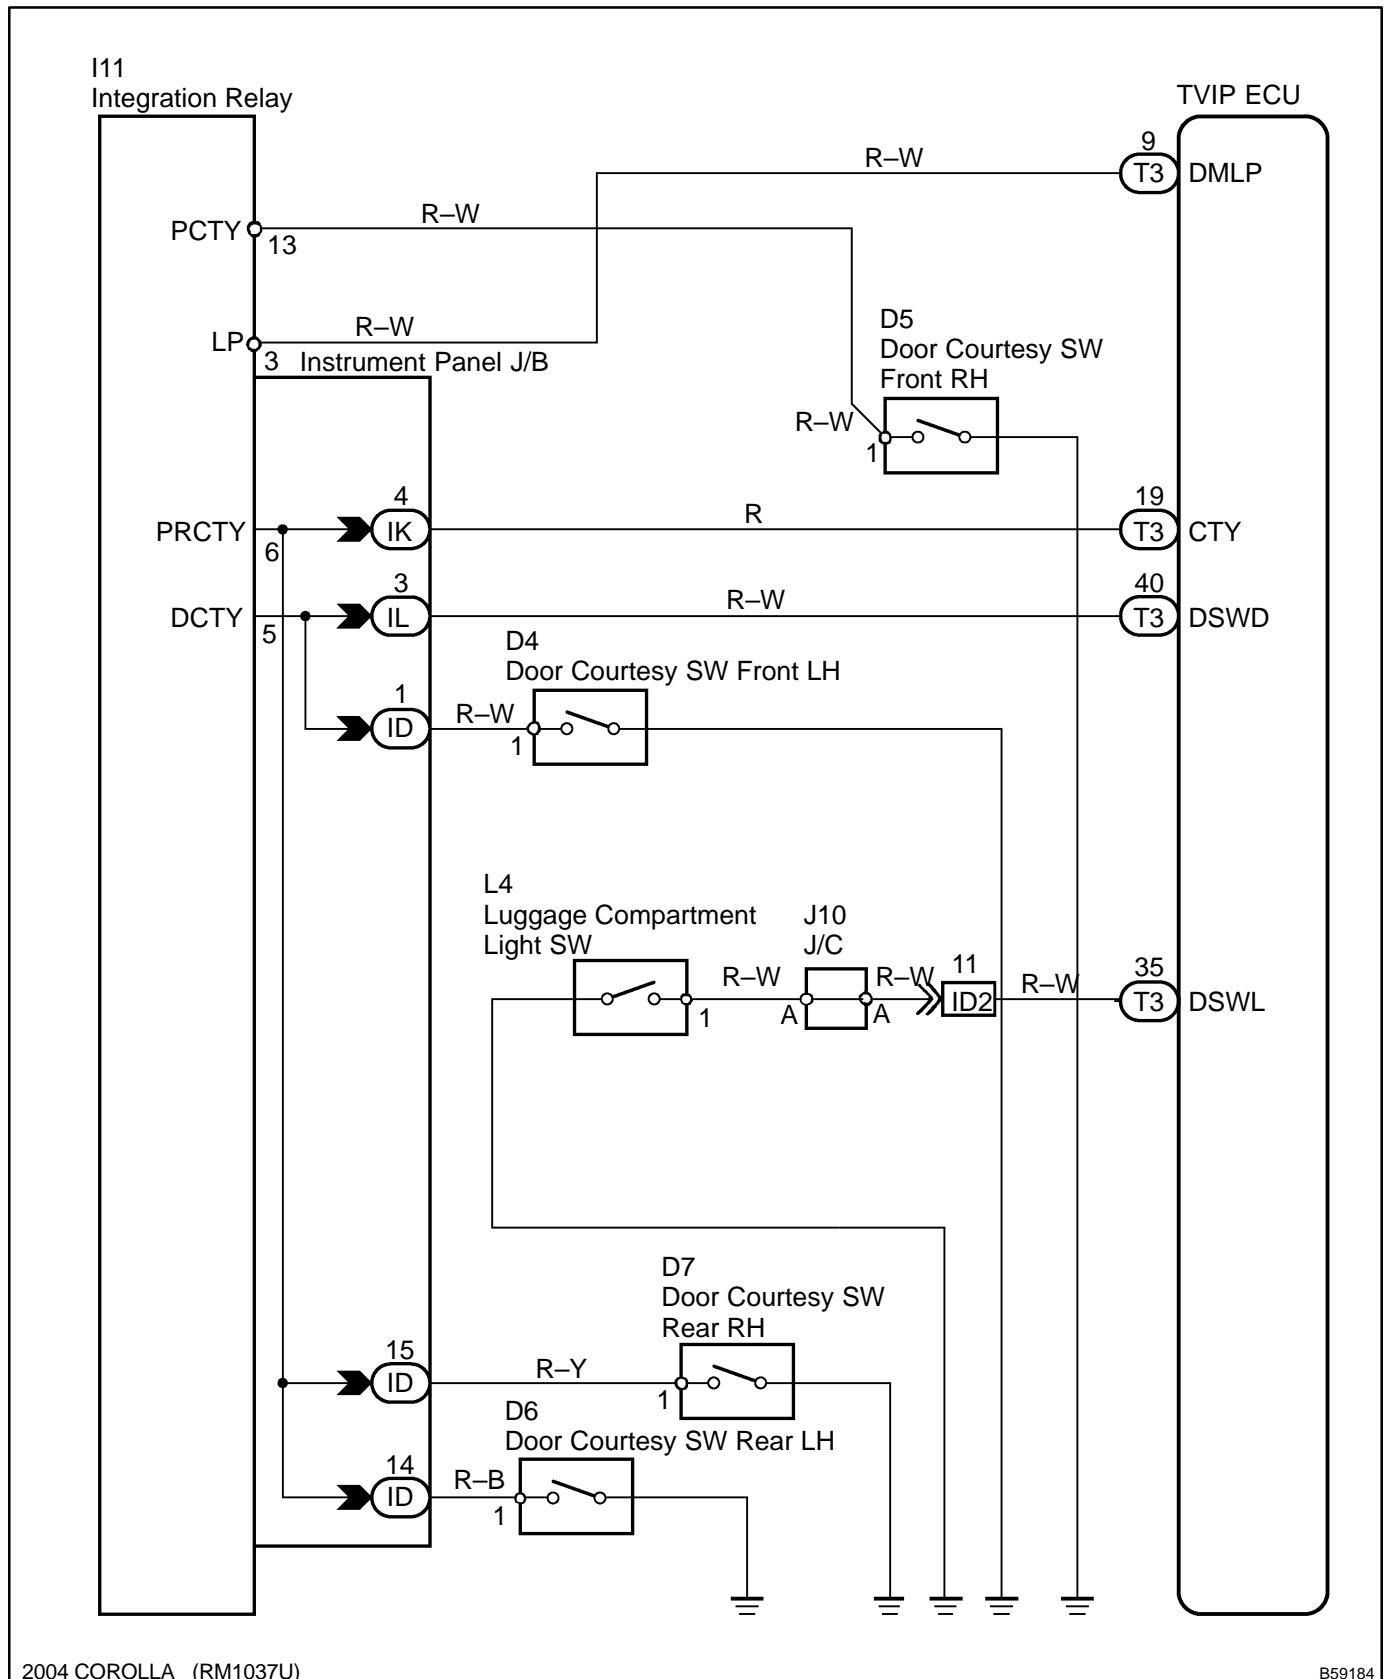 I11
Integration Relay
TVIP ECU
9
R–W
T3
DMLP
R–W
PCTY
13
R–W
LP
3
Instrument Panel J/B
D5
Door Courtesy SW
Front RH
R–W
1
4
R
19
PRCTY
6
IK
T3
CTY
3
R–W
40
DCTY
5
IL
T3
DSWD
D4
Door Courtesy SW Front LH
1
R–W
ID
1
L4
Luggage Compartment
Light SW
J10
J/C
R–W
R–W
11
R–W
35
1
A
A
ID2
T3
DSWL
D7
Door Courtesy SW
Rear RH
15
R–Y
ID
1
D6
Door Courtesy SW Rear LH
14
R–B
ID
1
2004 COROLLA (RM1037U)
B59184